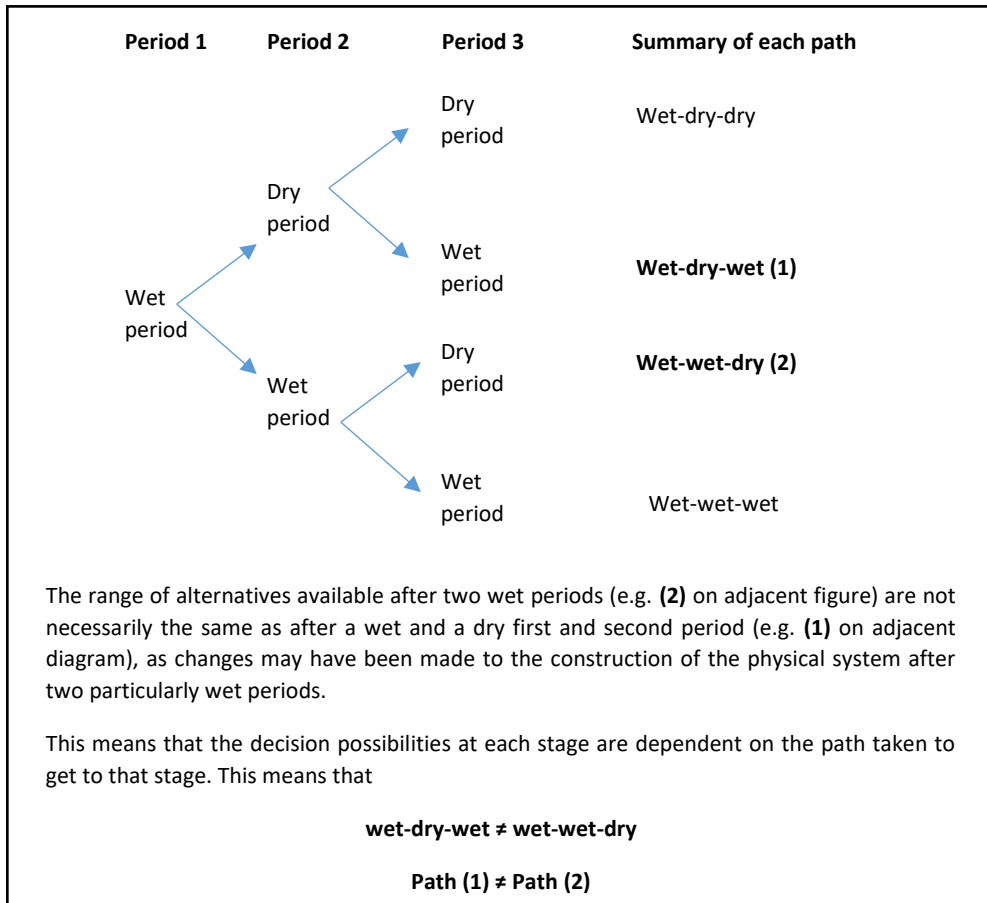 Period 1 Period 2 Period 3 Summary of each path
Dry
period
Wet-dry-dry
Dry
period
Wet
period
Wet-dry-wet (1)
Wet
period
Dry
period
Wet-wet-dry (2)
Wet
period
Wet
period
Wet-wet-wet
The range of alternatives available after two wet periods (e.g. (2) on adjacent figure) are not
necessarily the same as after a wet and a dry first and second period (e.g. (1) on adjacent
diagram), as changes may have been made to the construction of the physical system after
two particularly wet periods.
This means that the decision possibilities at each stage are dependent on the path taken to
get to that stage. This means that
wet-dry-wet ≠ wet-wet-dry
Path (1) ≠ Path (2)